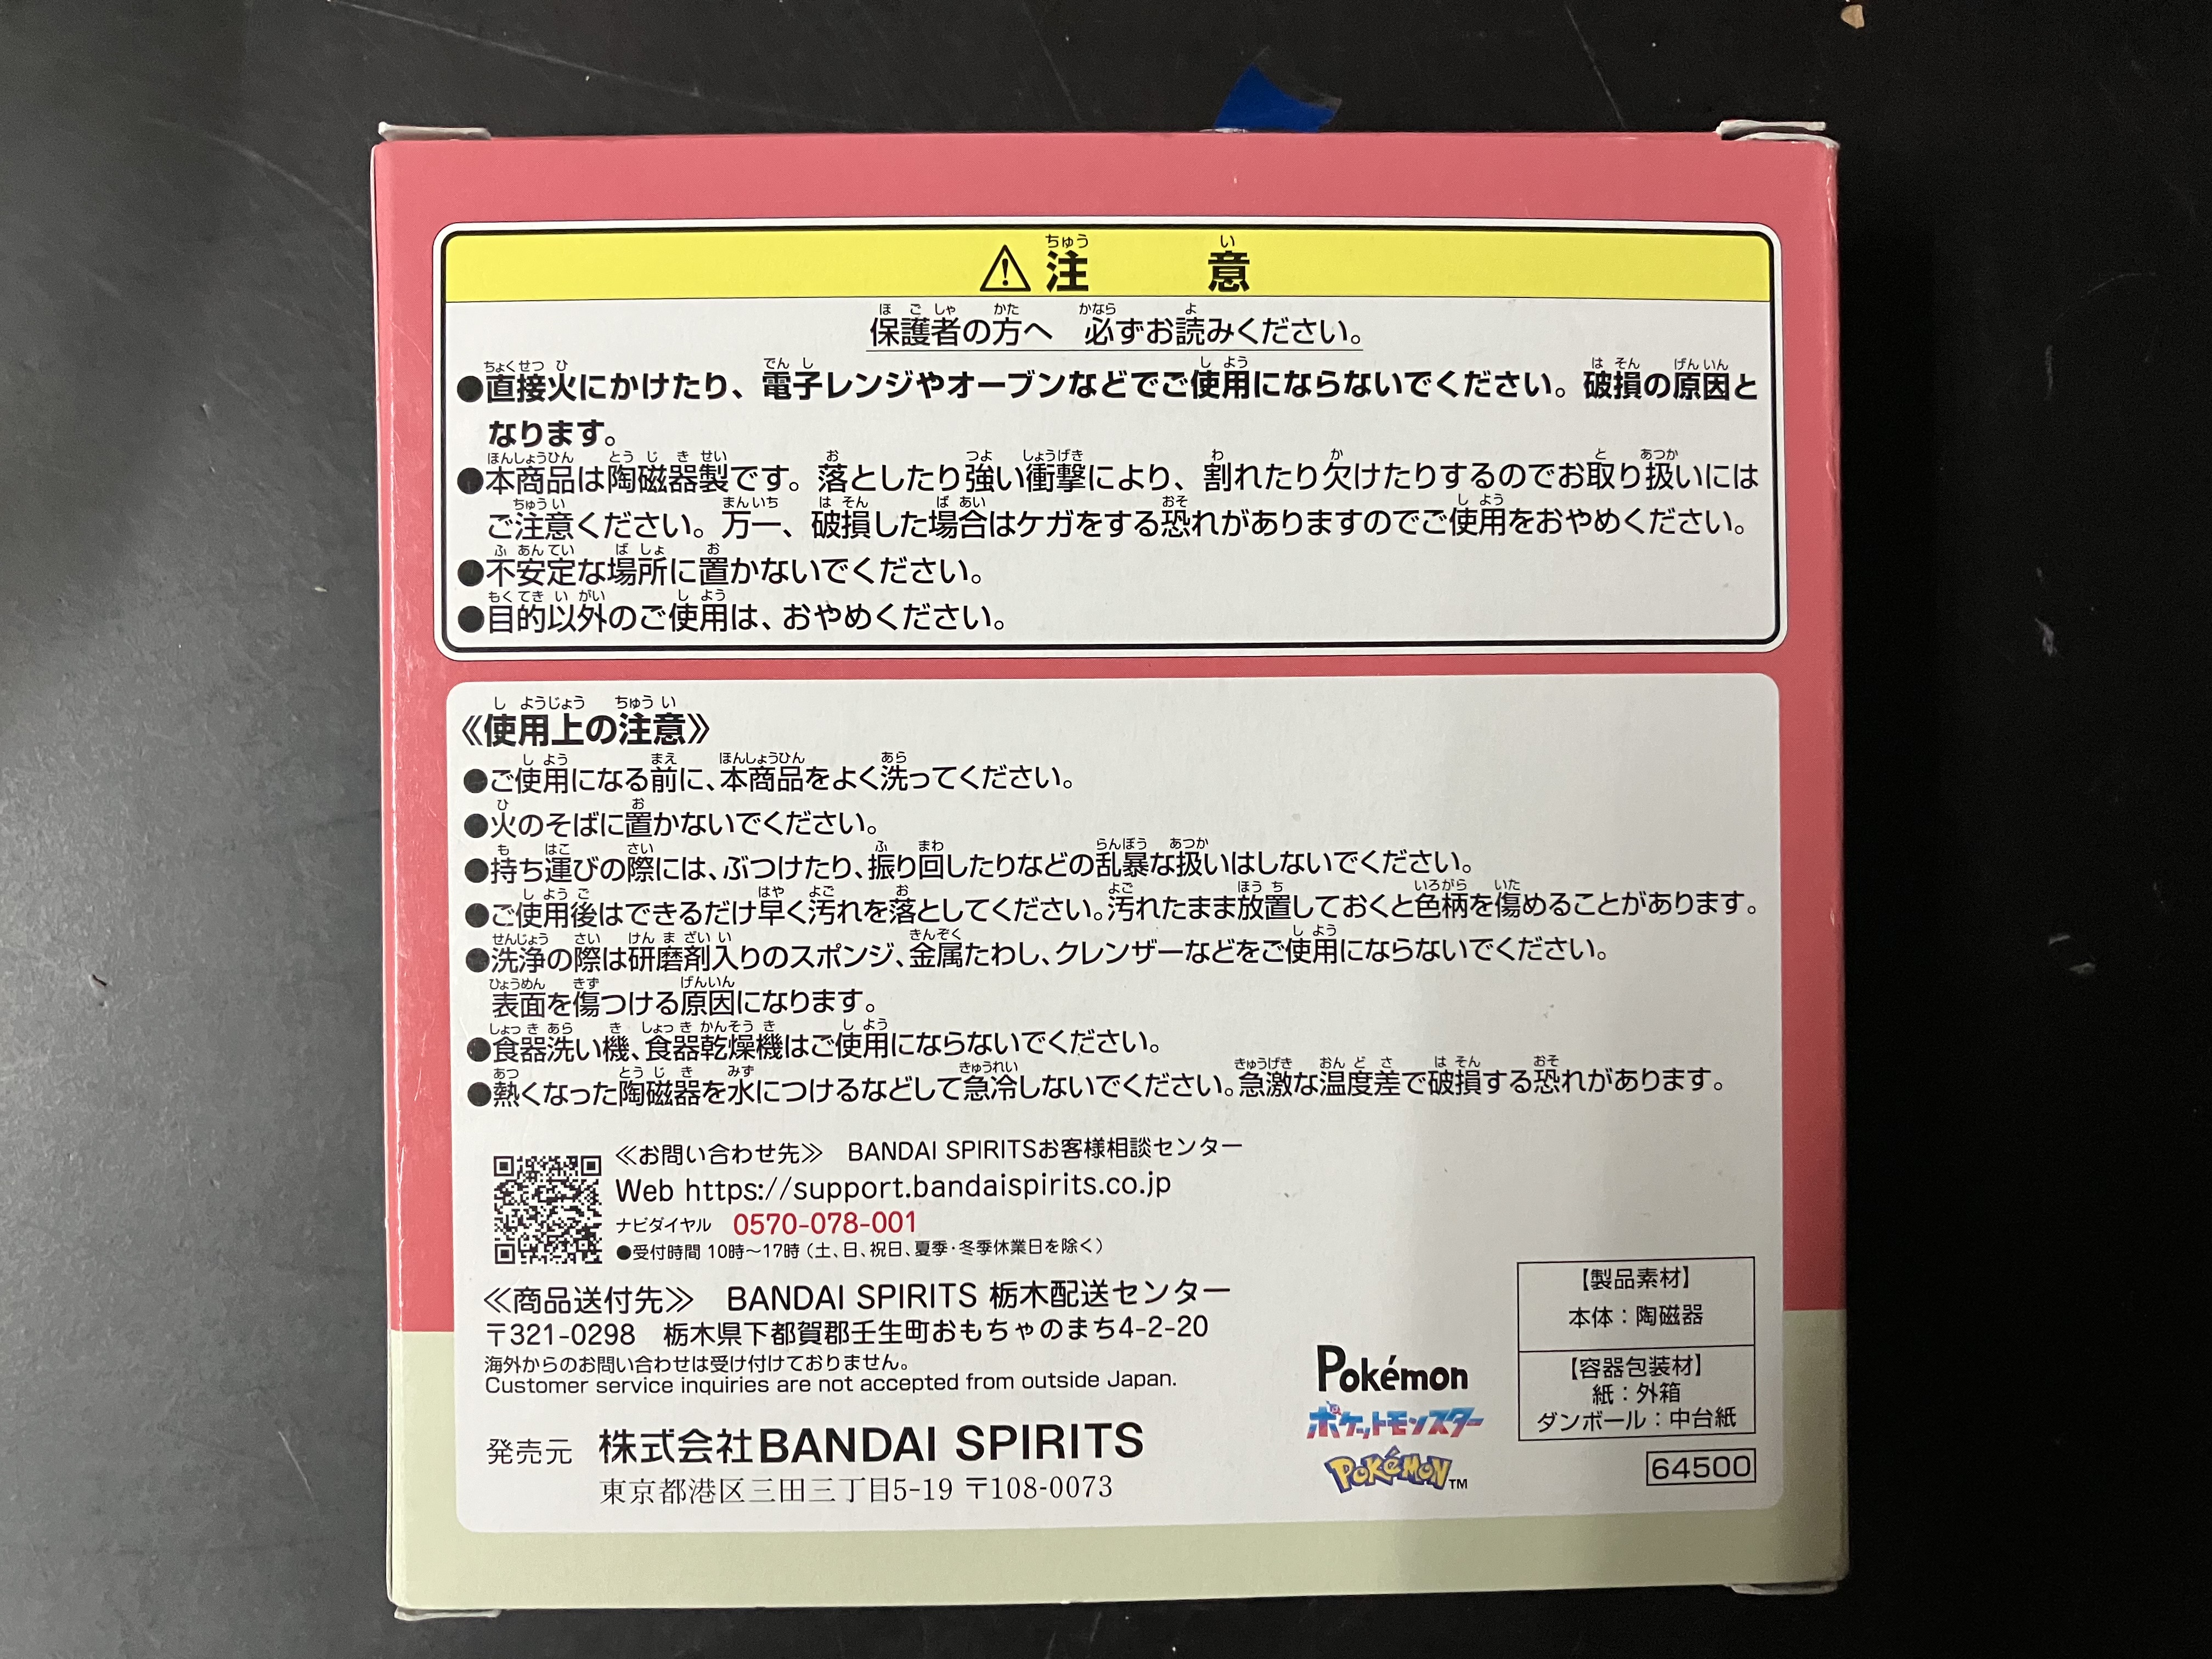 ⚠注意
保護者の方へ 必ずお読みください。
●直接火にかけたり、電子レンジやオーブンなどでご使用にならないでください。破損の原因と
なります。
●本商品は陶磁器製です。落としたり強い衝撃により、割れたり欠けたりするのでお取り扱いには
ご注意ください。万一、破損した場合はケガをする恐れがありますのでご使用をおやめください。
●不安定な場所に置かないでください。
●目的以外のご使用は、おやめください。
《使用上の注意》
●ご使用になる前に、本商品をよく洗ってください。
●火のそばに置かないでください。
●持ち運びの際には、ぶつけたり、振り回したりなどの乱暴な扱いはしないでください。
●ご使用後はできるだけ早く汚れを落としてください。汚れたまま放置しておくと色柄を傷めることがあります。
●洗浄の際は研磨剤入りのスポンジ、金属たわし、クレンザーなどをご使用にならないでください。
表面を傷つける原因になります。
●食器洗い機、食器乾燥機はご使用にならないでください。
●熱くなった陶磁器を水につけるなどして急冷しないでください。急激な温度差で破損する恐れがあります。
≪お問い合わせ先≫ BANDAI SPIRITSお客様相談センター
Web https://support.bandaispirits.co.jp
ナビダイヤル 0570-078-001
●受付時間 10時～17時（土、日、祝日、夏季・冬季休業日を除く）
≪商品送付先≫ BANDAI SPIRITS 栃木配送センター
〒321-0298 栃木県下都賀郡壬生町おもちゃのまち4-2-20
海外からのお問い合わせは受け付けておりません。
Customer service inquiries are not accepted from outside Japan.
発売元 株式会社BANDAI SPIRITS
東京都港区三田三丁目5-19 〒108-0073
Pokémon
ポケットモンスター
POKéMON™
【製品素材】
本体：陶磁器
【容器包装材】
紙：外箱
ダンボール：中台紙
64500